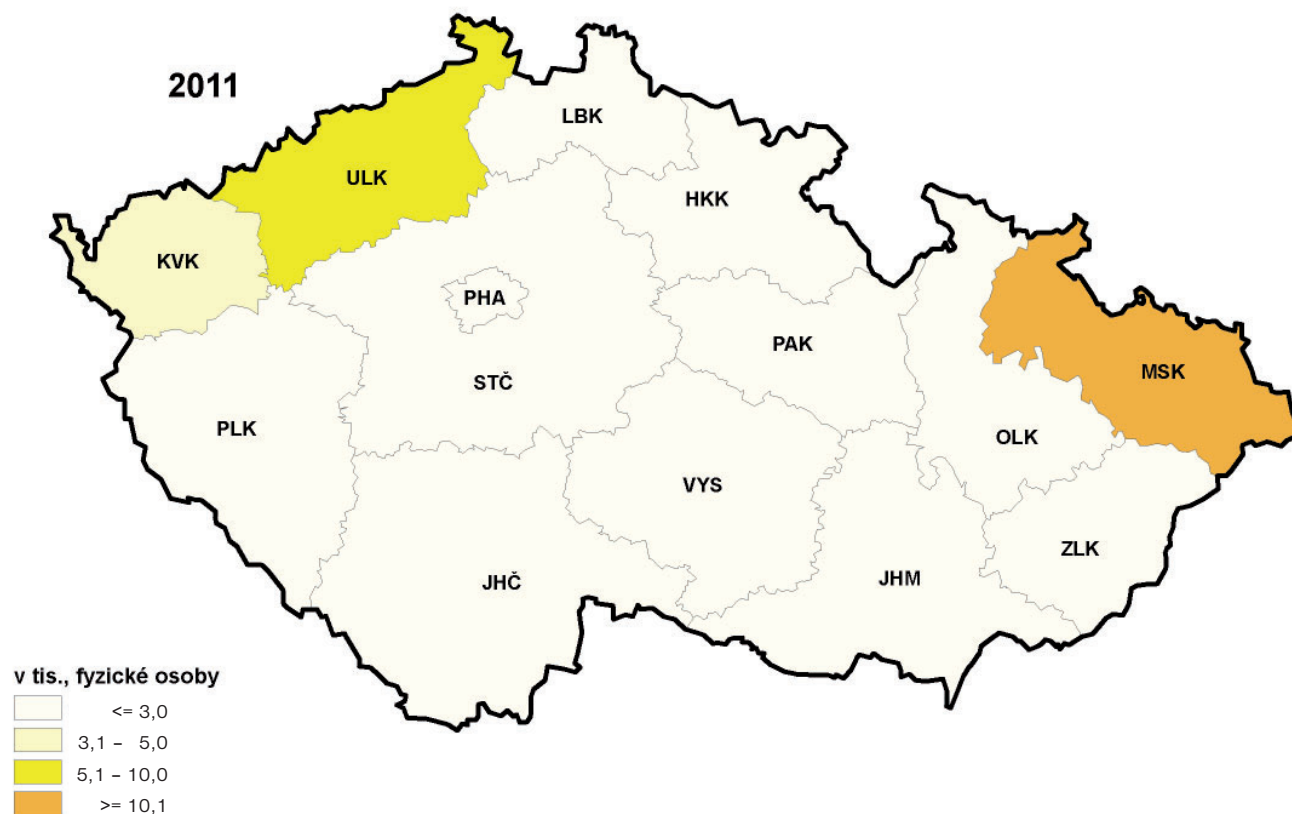 2011
LBK
ULK
HKK
KVK
PHA
PAK
MSK
STČ
PLK
OLK
VYS
ZLK
JHČ
JHM
v tis., fyzické osoby
<= 3,0
3,1 – 5,0
5,1 – 10,0
>= 10,1